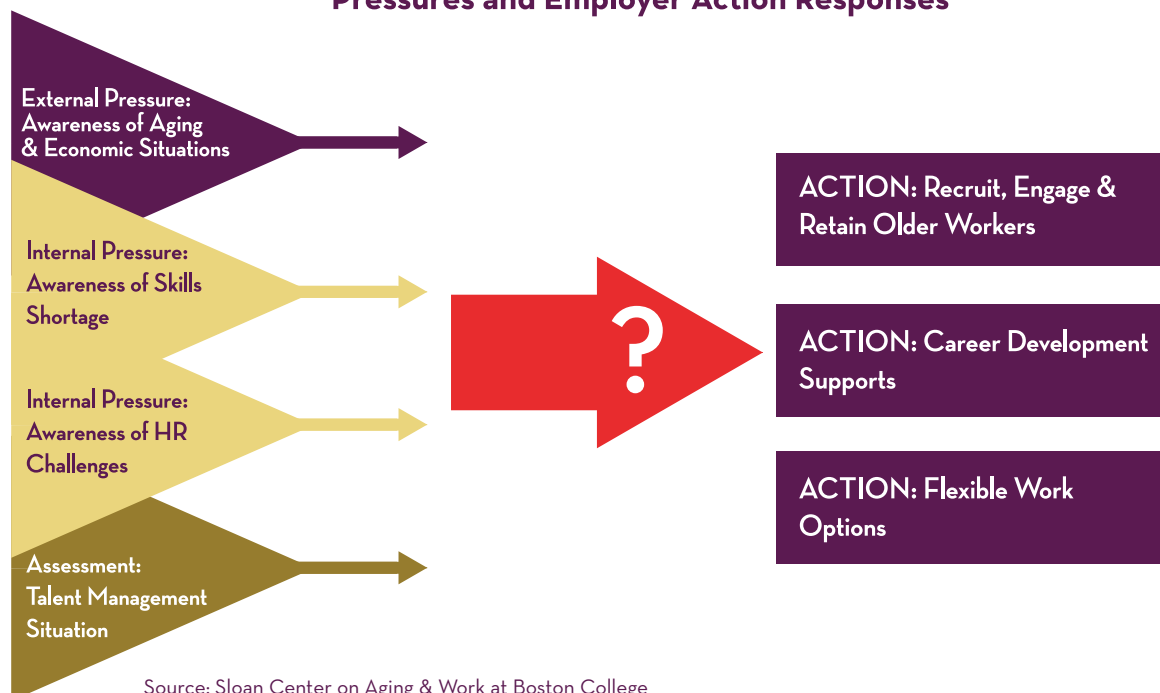 Pressures and Employer Action Responses
External Pressure:
Awareness of Aging
& Economic Situations
Internal Pressure:
Awareness of Skills
Shortage
Internal Pressure:
Awareness of HR
Challenges
Assessment:
Talent Management
Situation
?
ACTION: Recruit, Engage &
Retain Older Workers
ACTION: Career Development
Supports
ACTION: Flexible Work
Options
Source: Sloan Center on Aging & Work at Boston College